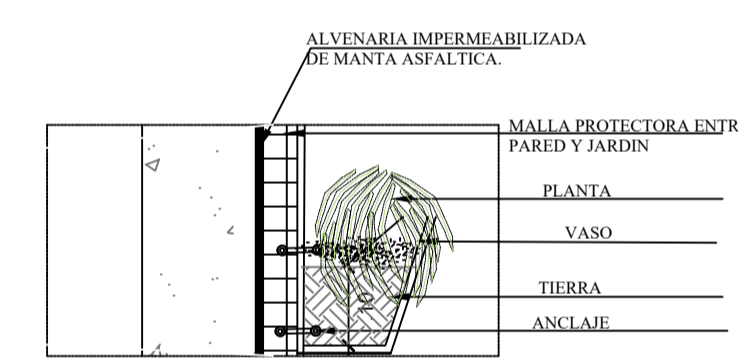 ALVENARIA IMPERMEABILIZADA
DE MANTA ASFALTICA.
MALLA PROTECTORA ENTR
PARED Y JARDIN
PLANTA
VASO
TIERRA
ANCLAJE